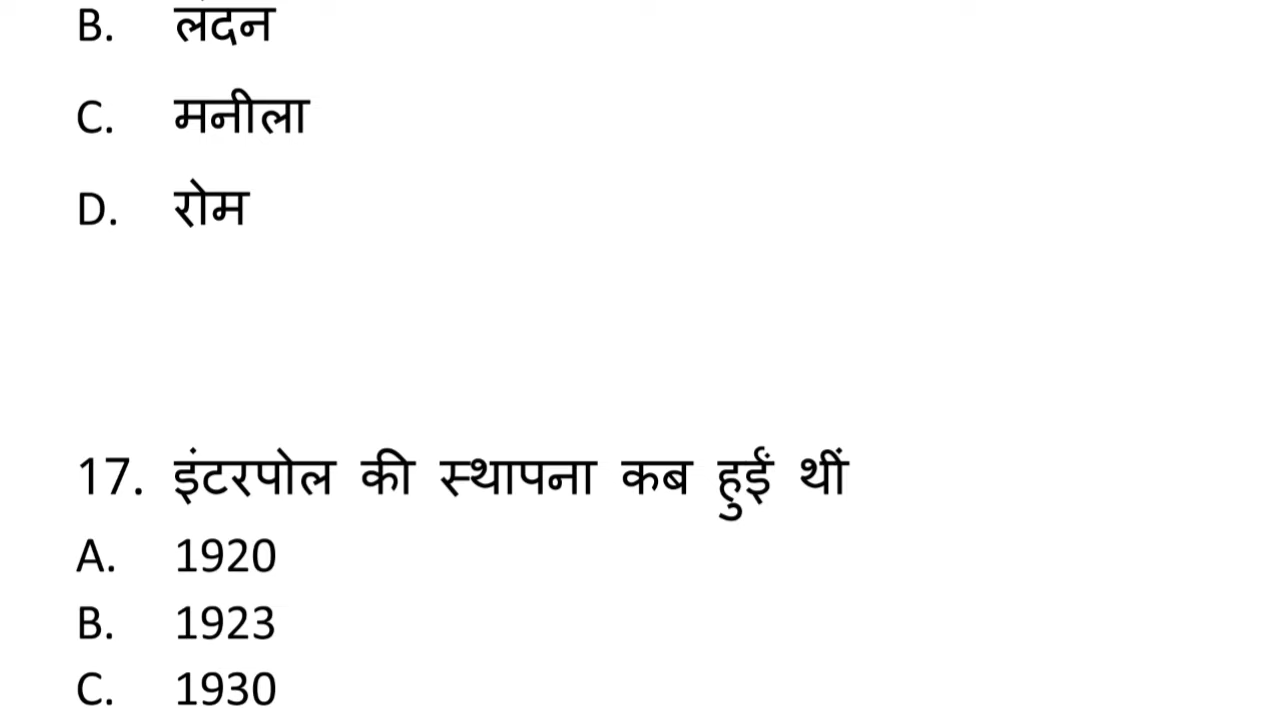 B. लंदन
C. मनीला
D. रोम
17. इंटरपोल की स्थापना कब हुईं थीं
A. 1920
B. 1923
C. 1930